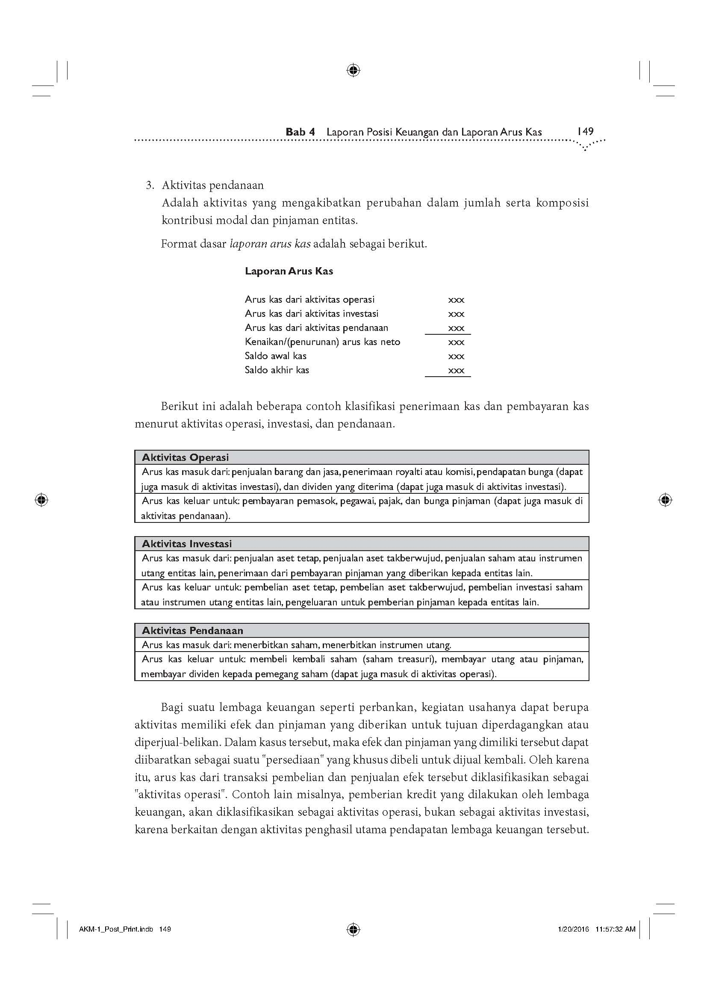 Bab 4 Laporan Posisi Keuangan dan Laporan Arus Kas 149
3. Aktivitas pendanaan
Adalah aktivitas yang mengakibatkan perubahan dalam jumlah serta komposisi
kontribusi modal dan pinjaman entitas.
Format dasar laporan arus kas adalah sebagai berikut.
Laporan Arus Kas
Arus kas dari aktivitas operasi xxx
Arus kas dari aktivitas investasi xxx
Arus kas dari aktivitas pendanaan xxx
Kenaikan/(penurunan) arus kas neto xxx
Saldo awal kas xxx
Saldo akhir kas xxx
Berikut ini adalah beberapa contoh klasifikasi penerimaan kas dan pembayaran kas
menurut aktivitas operasi, investasi, dan pendanaan.
Aktivitas Operasi
Arus kas masuk dari: penjualan barang dan jasa, penerimaan royalti atau komisi, pendapatan bunga (dapat
juga masuk di aktivitas investasi), dan dividen yang diterima (dapat juga masuk di aktivitas investasi).
Arus kas keluar untuk: pembayaran pemasok, pegawai, pajak, dan bunga pinjaman (dapat juga masuk di
aktivitas pendanaan).
Aktivitas Investasi
Arus kas masuk dari: penjualan aset tetap, penjualan aset takberwujud, penjualan saham atau instrumen
utang entitas lain, penerimaan dari pembayaran pinjaman yang diberikan kepada entitas lain.
Arus kas keluar untuk: pembelian aset tetap, pembelian aset takberwujud, pembelian investasi saham
atau instrumen utang entitas lain, pengeluaran untuk pemberian pinjaman kepada entitas lain.
Aktivitas Pendanaan
Arus kas masuk dari: menerbitkan saham, menerbitkan instrumen utang.
Arus kas keluar untuk: membeli kembali saham (saham treasuri), membayar utang atau pinjaman,
membayar dividen kepada pemegang saham (dapat juga masuk di aktivitas operasi).
Bagi suatu lembaga keuangan seperti perbankan, kegiatan usahanya dapat berupa
aktivitas memiliki efek dan pinjaman yang diberikan untuk tujuan diperdagangkan atau
diperjual-belikan. Dalam kasus tersebut, maka efek dan pinjaman yang dimiliki tersebut dapat
diibaratkan sebagai suatu "persediaan" yang khusus dibeli untuk dijual kembali. Oleh karena
itu, arus kas dari transaksi pembelian dan penjualan efek tersebut diklasifikasikan sebagai
"aktivitas operasi". Contoh lain misalnya, pemberian kredit yang dilakukan oleh lembaga
keuangan, akan diklasifikasikan sebagai aktivitas operasi, bukan sebagai aktivitas investasi,
karena berkaitan dengan aktivitas penghasil utama pendapatan lembaga keuangan tersebut.
AKM-1_Post_Print.indb 149 1/20/2016 11:57:32 AM